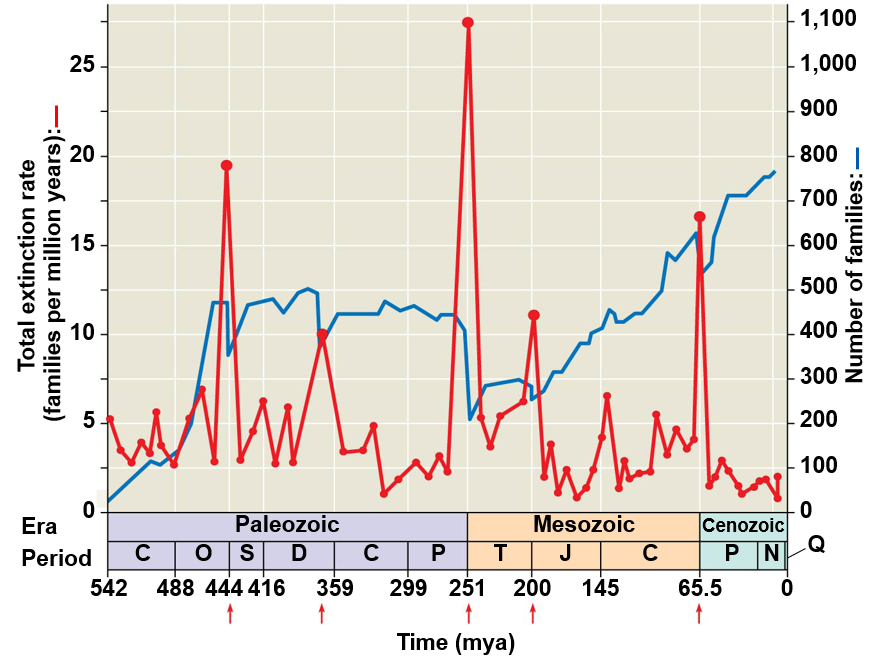 1,100
25
1,000
900
20
800
700
15
600
500
10
400
300
5
200
100
0
0
Total extinction rate
(families per million years):
Number of families:
Era
Paleozoic
Mesozoic
Cenozoic
Period
C
O
S
D
C
P
T
J
C
P
N
Q
542
488
444
416
359
299
251
200
145
65.5
0
Time (mya)